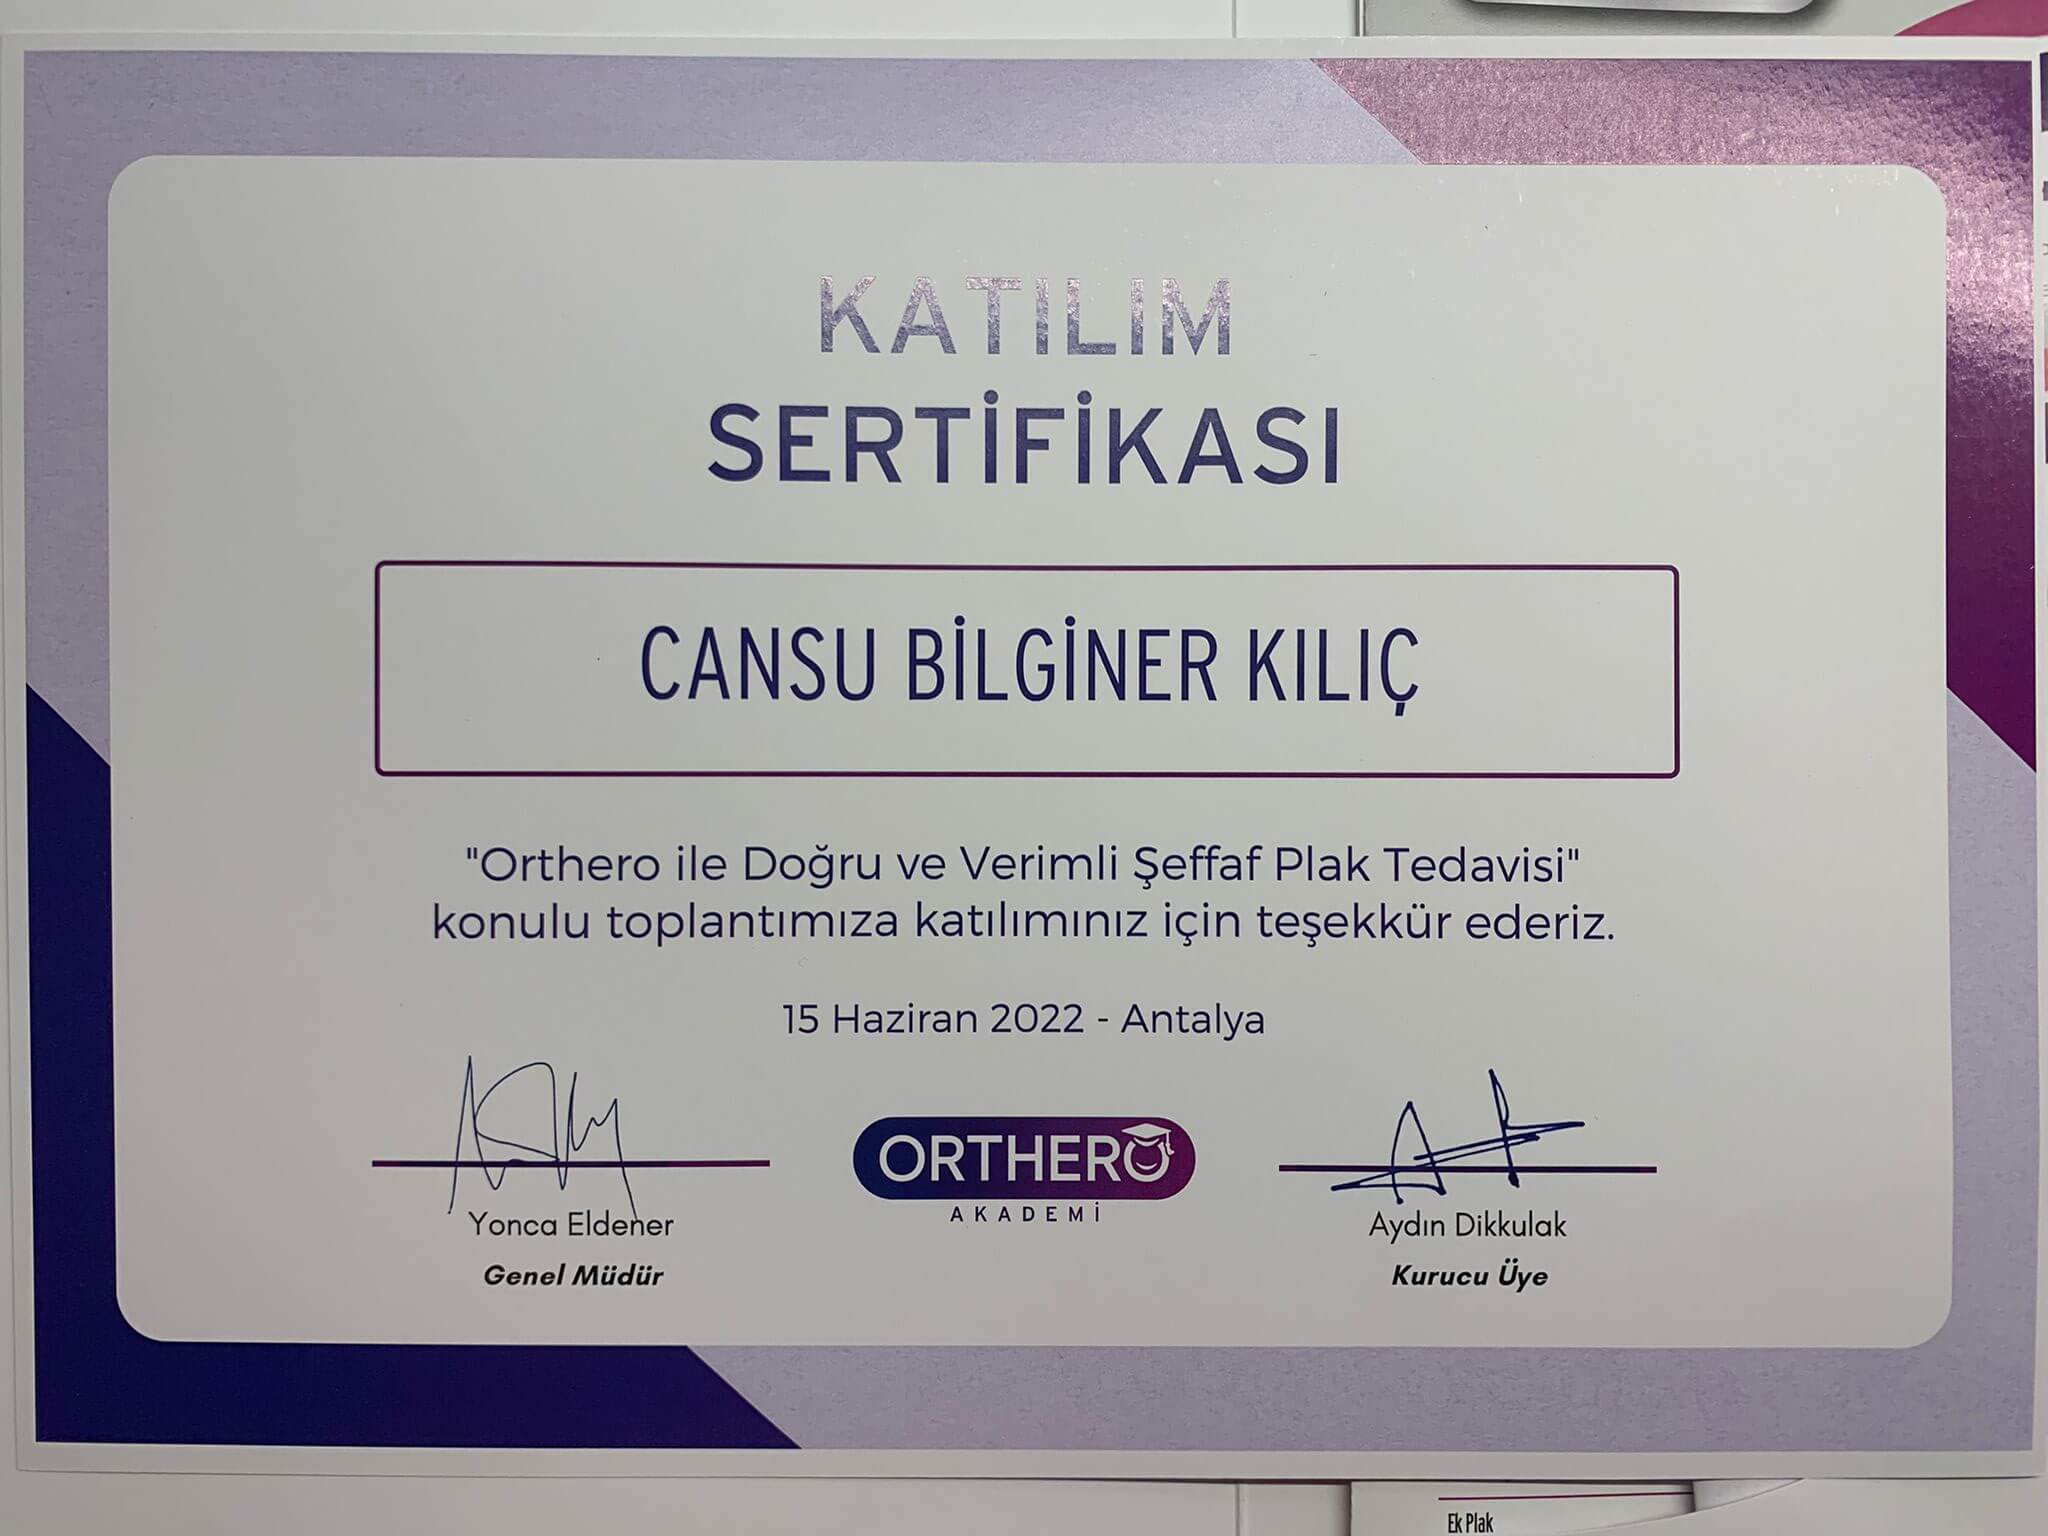 KATILIM
SERTİFİKASI
CANSU BİLGİNER KILIÇ
"Orthero ile Doğru ve Verimli Şeffaf Plak Tedavisi"
konulu toplantımıza katılımınız için teşekkür ederiz.
15 Haziran 2022 - Antalya
ORTHERO
AKADEMİ
Yonca Eldener
Genel Müdür
Aydın Dikkulak
Kurucu Üye
Ek Plak